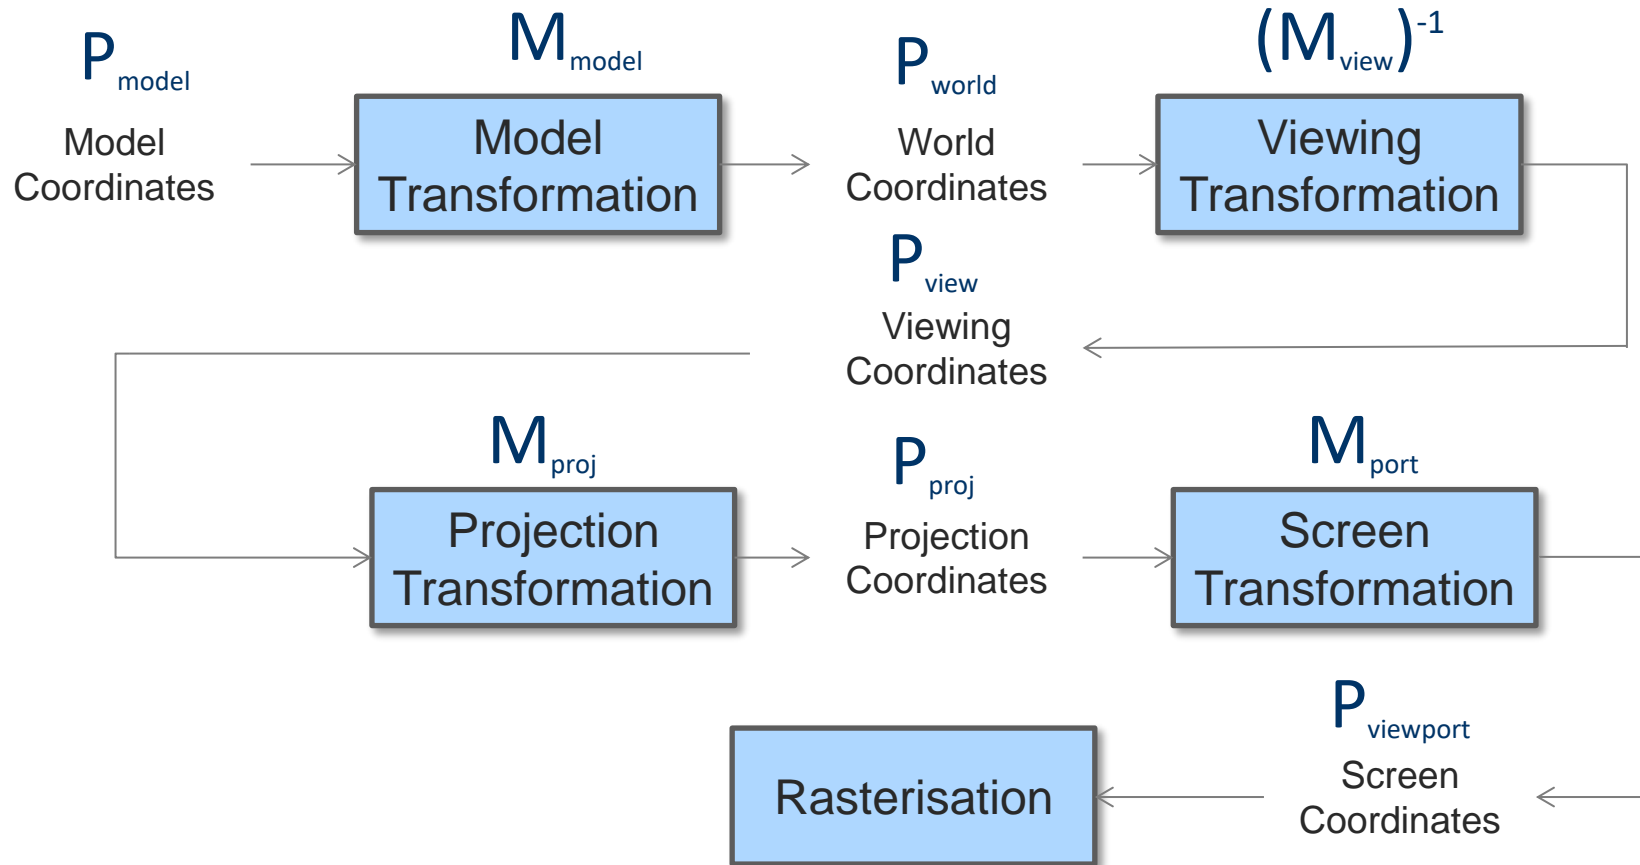 P model
M model
P world
(M view)-1
Model
Coordinates
Model
Transformation
World
Coordinates
Viewing
Transformation
P view
Viewing
Coordinates
M proj
P proj
M port
Projection
Transformation
Projection
Coordinates
Screen
Transformation
P viewport
Screen
Coordinates
Rasterisation